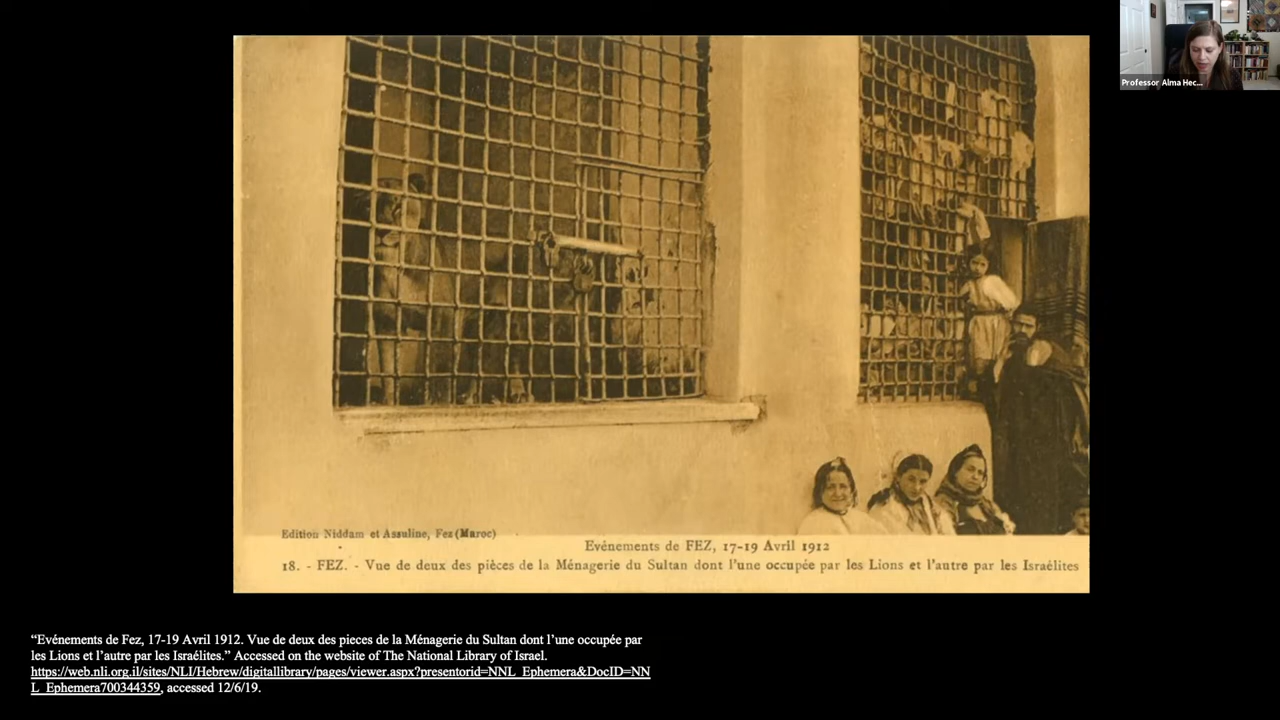 Professor Alma Hec...
Edition Niddam et Assuline, Fez (Maroc)
Evénements de FEZ, 17-19 Avril 1912
18. - FEZ. - Vue de deux des pièces de la Ménagerie du Sultan dont l'une occupée par les Lions et l'autre par les Israélites
“Evénements de Fez, 17-19 Avril 1912. Vue de deux des pieces de la Ménagerie du Sultan dont l’une occupée par
les Lions et l’autre par les Israélites.” Accessed on the website of The National Library of Israel.
https://web.nli.org.il/sites/NLI/Hebrew/digitallibrary/pages/viewer.aspx?presentorid=NNL_Ephemera&DocID=NN
L_Ephemera700344359, accessed 12/6/19.